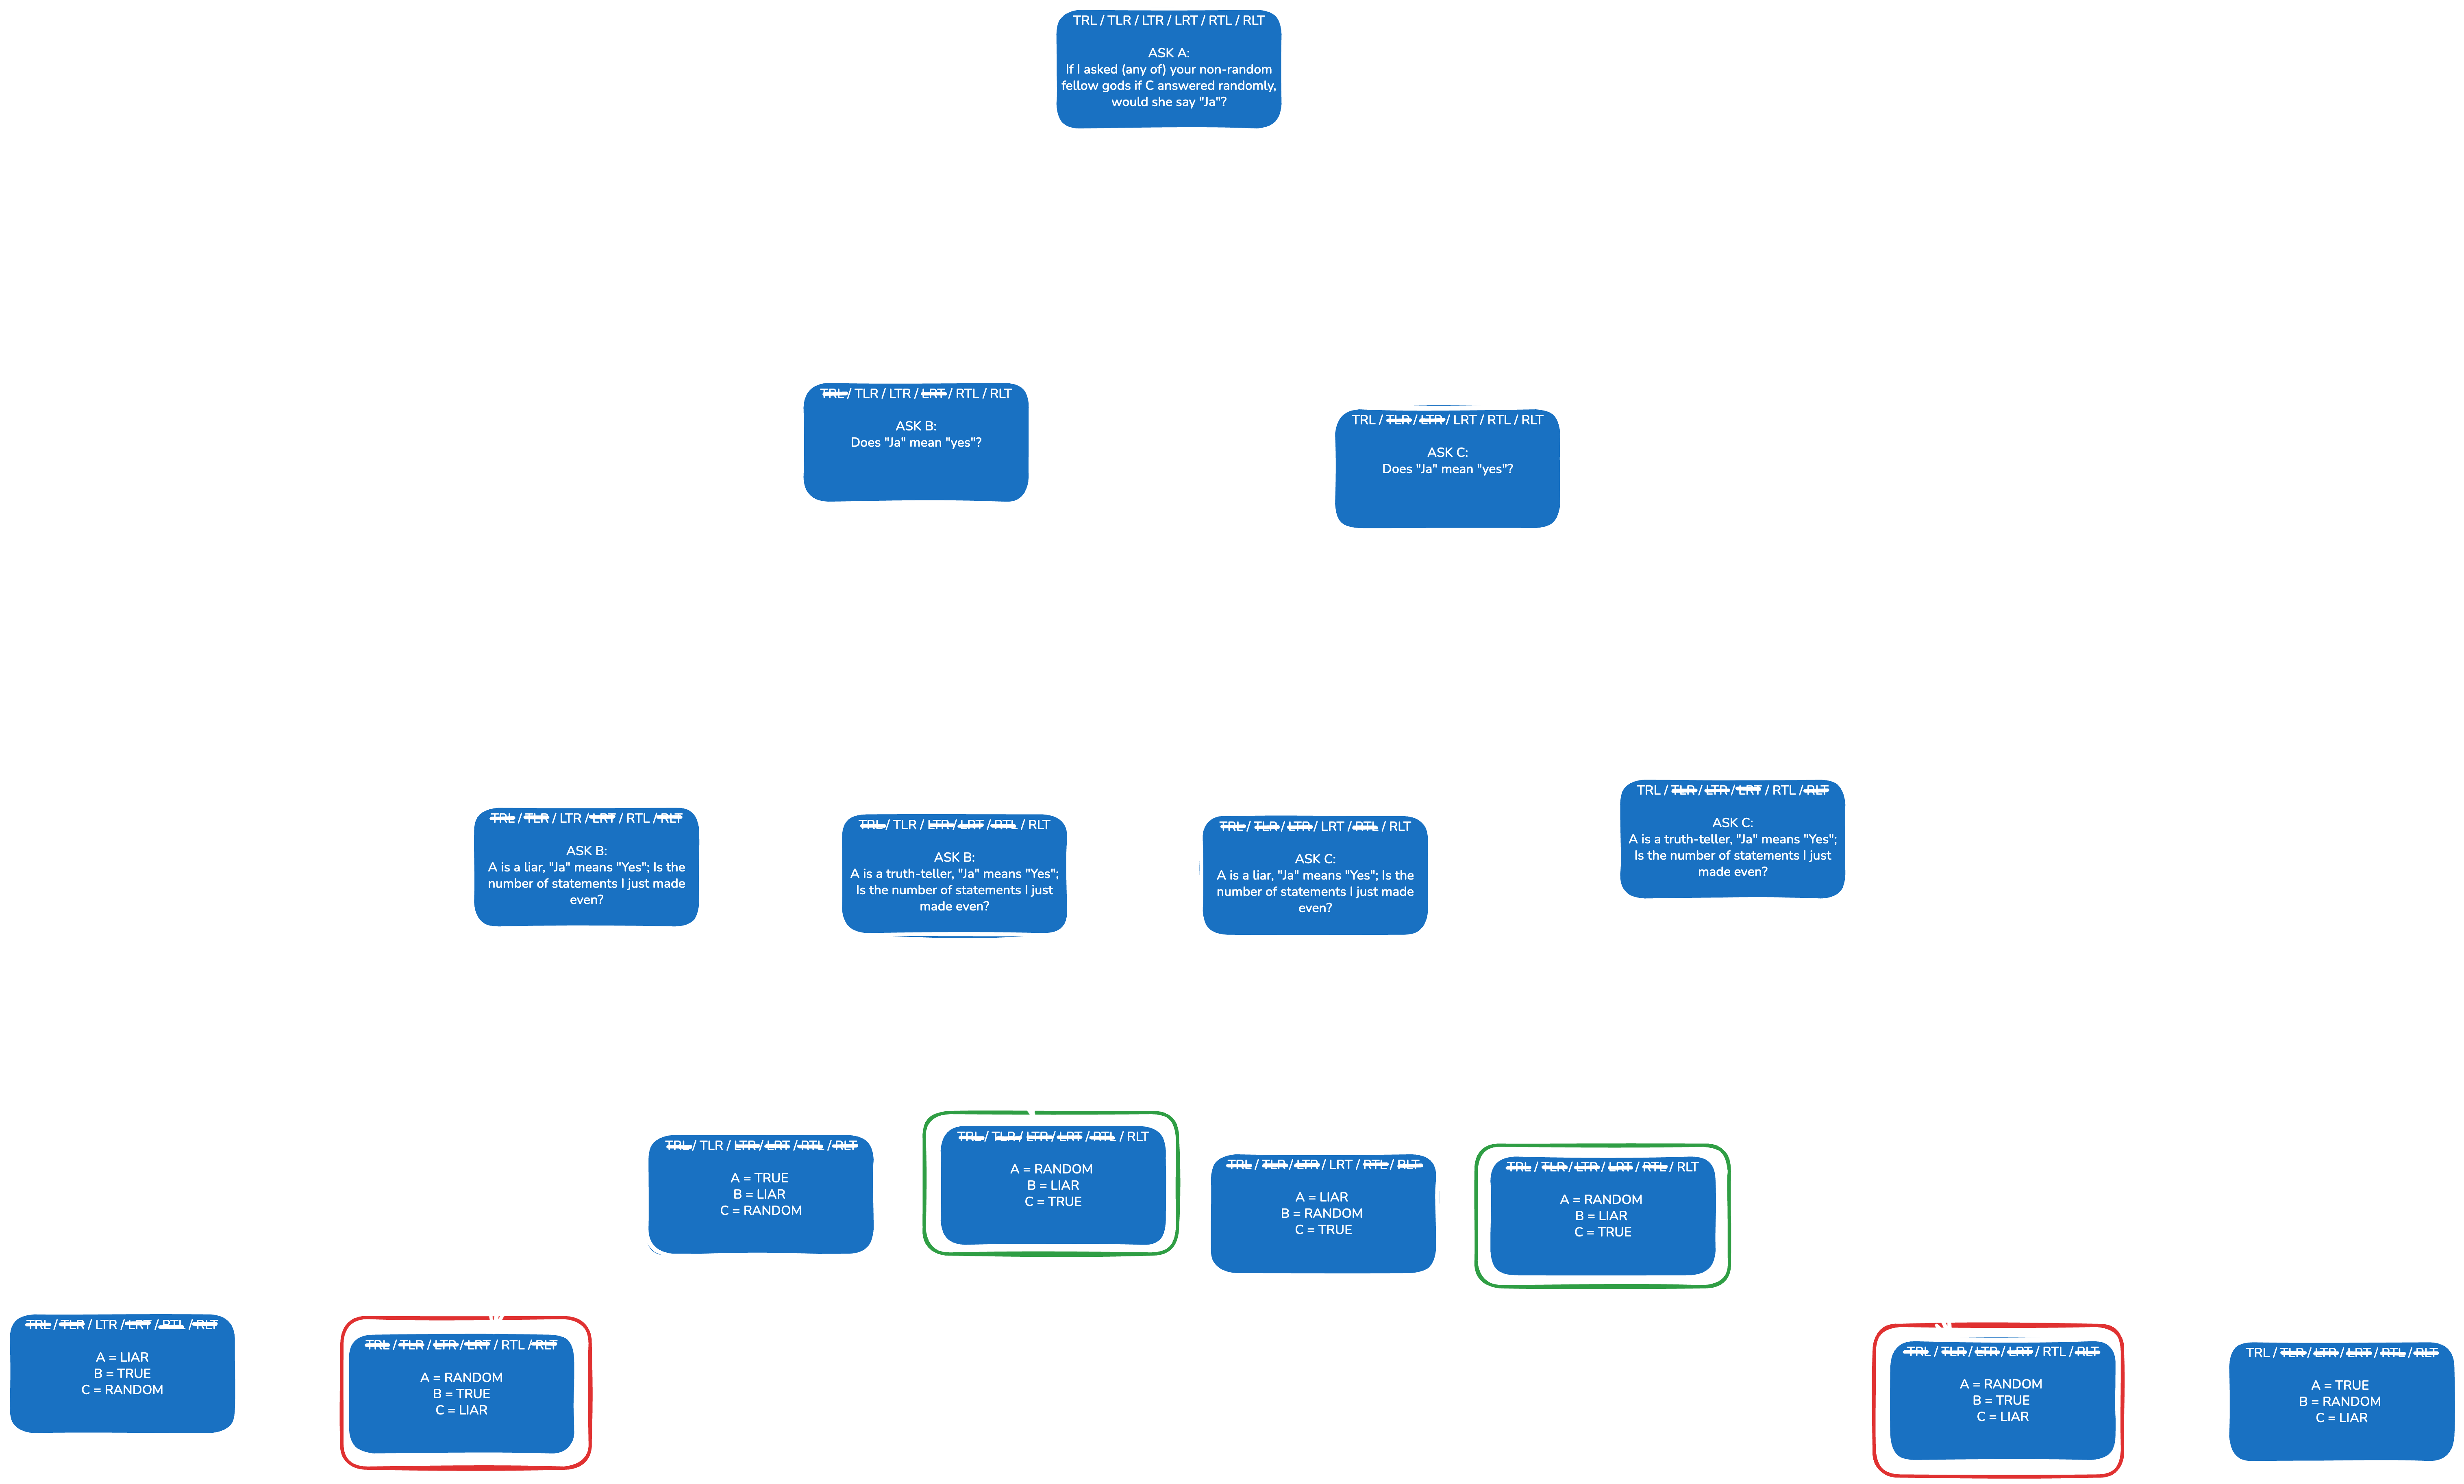 TRL / TLR / LTR / LRT / RTL / RLT
ASK A:
If I asked (any of) your non-random
fellow gods if C answered randomly,
would she say "Ja"?
TRL / TLR / LTR / LRT / RTL / RLT
ASK B:
Does "Ja" mean "yes"?
TRL / TLR / LTR / LRT / RTL / RLT
ASK C:
Does "Ja" mean "yes"?
TRL / TLR / LTR / LRT / RTL / RLT
ASK B:
A is a liar, "Ja" means "Yes"; Is the
number of statements I just made
even?
TRL / TLR / LTR / LRT / RTL / RLT
ASK B:
A is a truth-teller, "Ja" means "Yes";
Is the number of statements I just
made even?
TRL / TLR / LTR / LRT / RTL / RLT
ASK C:
A is a liar, "Ja" means "Yes"; Is the
number of statements I just made
even?
TRL / TLR / LTR / LRT / RTL / RLT
ASK C:
A is a truth-teller, "Ja" means "Yes";
Is the number of statements I just
made even?
TRL / TLR / LTR / LRT / RTL / RLT
A = TRUE
B = LIAR
C = RANDOM
TRL / TLR / LTR / LRT / RTL / RLT
A = RANDOM
B = LIAR
C = TRUE
TRL / TLR / LTR / LRT / RTL / RLT
A = LIAR
B = RANDOM
C = TRUE
TRL / TLR / LTR / LRT / RTL / RLT
A = RANDOM
B = LIAR
C = TRUE
TRL / TLR / LTR / LRT / RTL / RLT
A = LIAR
B = TRUE
C = RANDOM
TRL / TLR / LTR / LRT / RTL / RLT
A = RANDOM
B = TRUE
C = LIAR
TRL / TLR / LTR / LRT / RTL / RLT
A = RANDOM
B = TRUE
C = LIAR
TRL / TLR / LTR / LRT / RTL / RLT
A = TRUE
B = RANDOM
C = LIAR